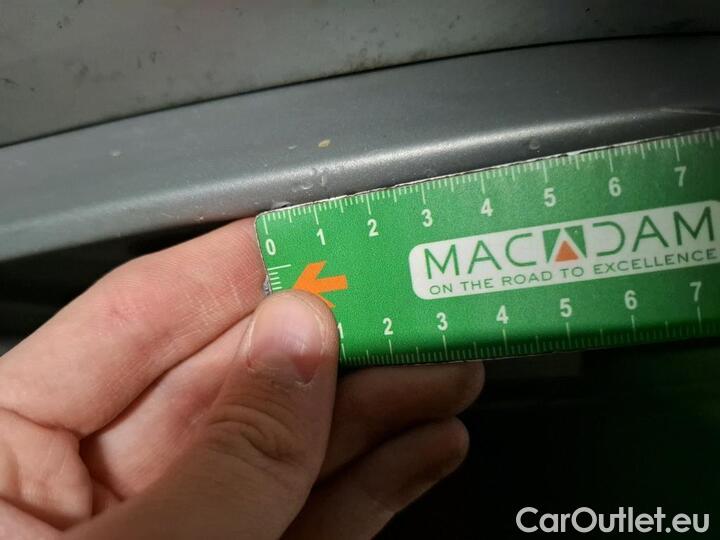 0 1 2 3 4 5 6 7
MACADAM
ON THE ROAD TO EXCELLENCE
1 2 3 4 5 6 7
CarOutlet.eu